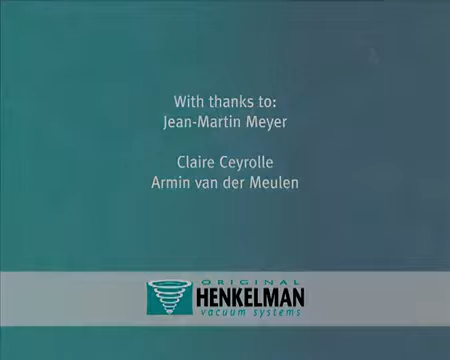 With thanks to:
Jean-Martin Meyer
Claire Ceyrolle
Armin van der Meulen
ORIGINAL
HENKELMAN
vacuum systems